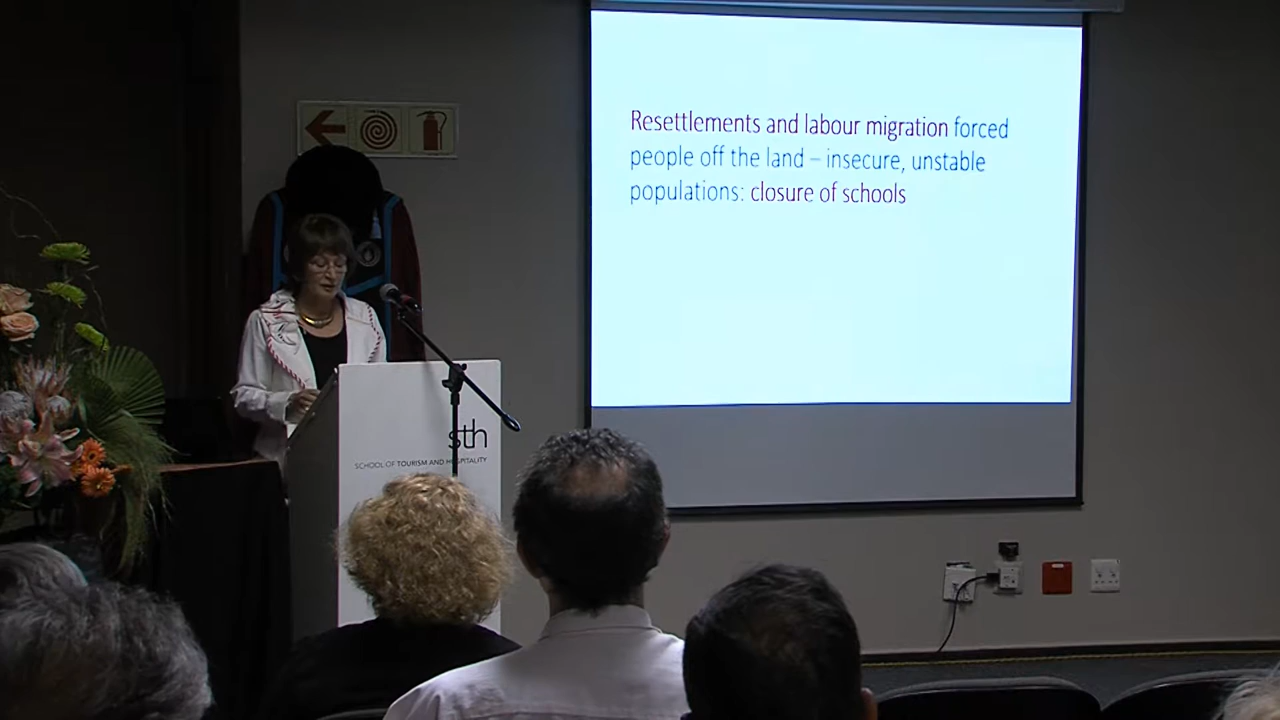 Resettlements and labour migration forced
people off the land – insecure, unstable
populations: closure of schools
sth
SCHOOL OF TOURISM AND HOSPITALITY